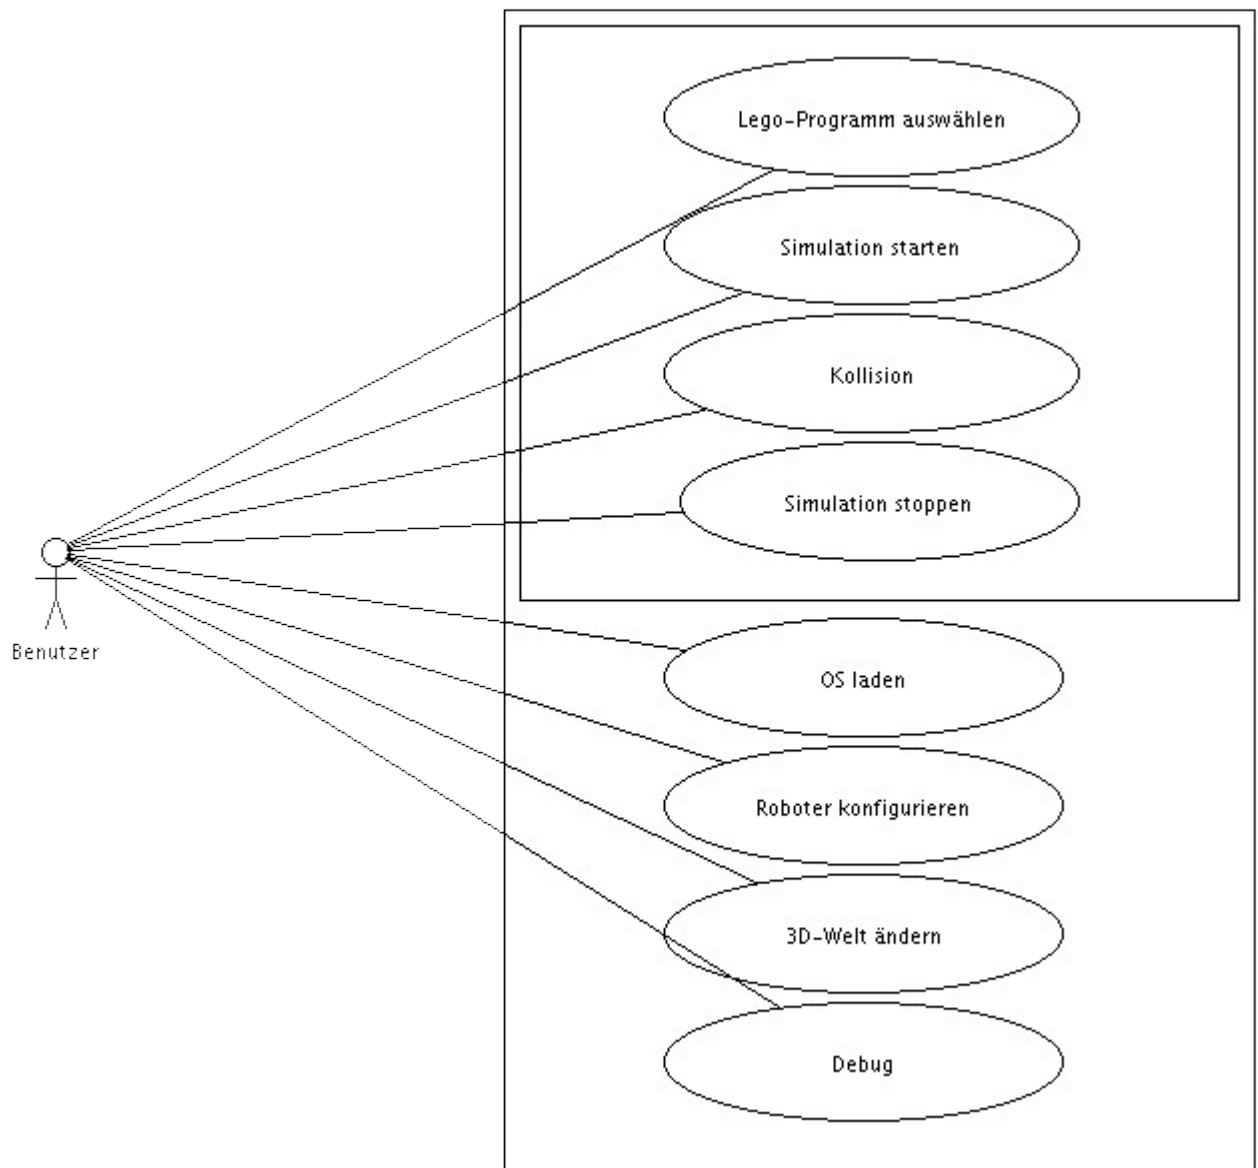 Lego-Programm auswählen
Simulation starten
Kollision
Simulation stoppen
Benutzer
OS laden
Roboter konfigurieren
3D-Welt ändern
Debug